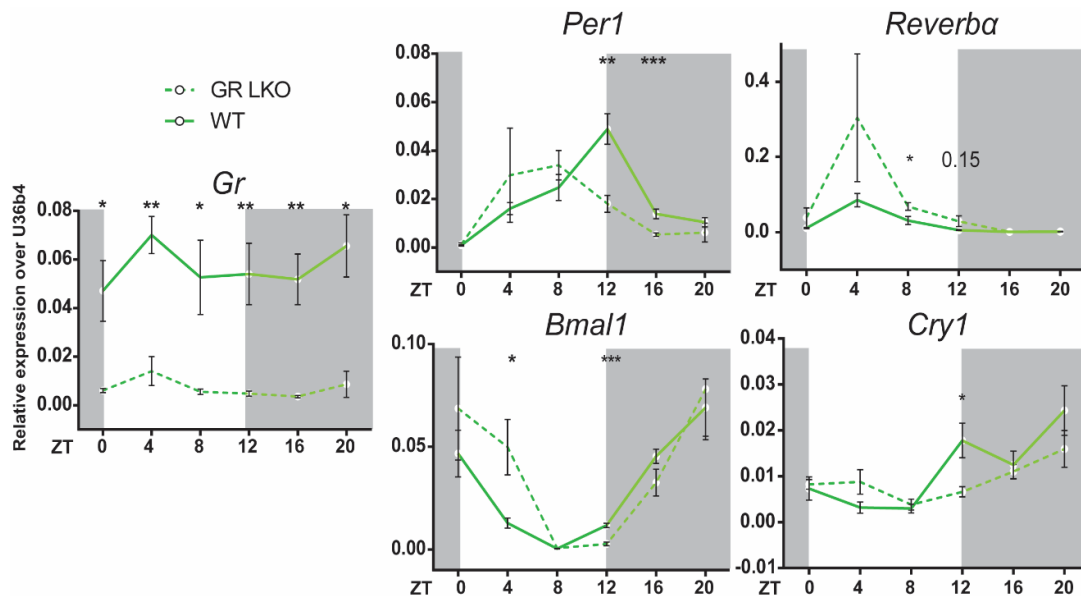 GR LKO
WT
Relative expression over U36b4
Gr
* ** * ** ** *
0.08
0.06
0.04
0.02
0.00
ZT 0 4 8 12 16 20
Per1
** ***
0.08
0.06
0.04
0.02
0.00
ZT 0 4 8 12 16 20
Reverbα
* 0.15
0.4
0.2
0.0
ZT 0 4 8 12 16 20
Bmal1
* ***
0.10
0.05
0.00
ZT 0 4 8 12 16 20
Cry1
*
0.04
0.03
0.02
0.01
0.00
-0.01
ZT 0 4 8 12 16 20